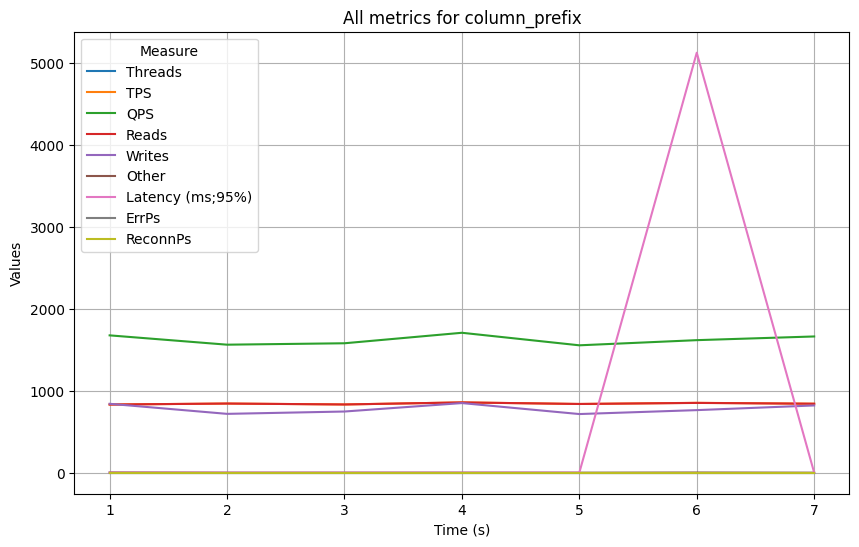 All metrics for column_prefix
Measure
Threads
TPS
QPS
Reads
Writes
Other
Latency (ms;95%)
ErrPs
ReconnPs
Values
5000
4000
3000
2000
1000
0
1 2 3 4 5 6 7
Time (s)